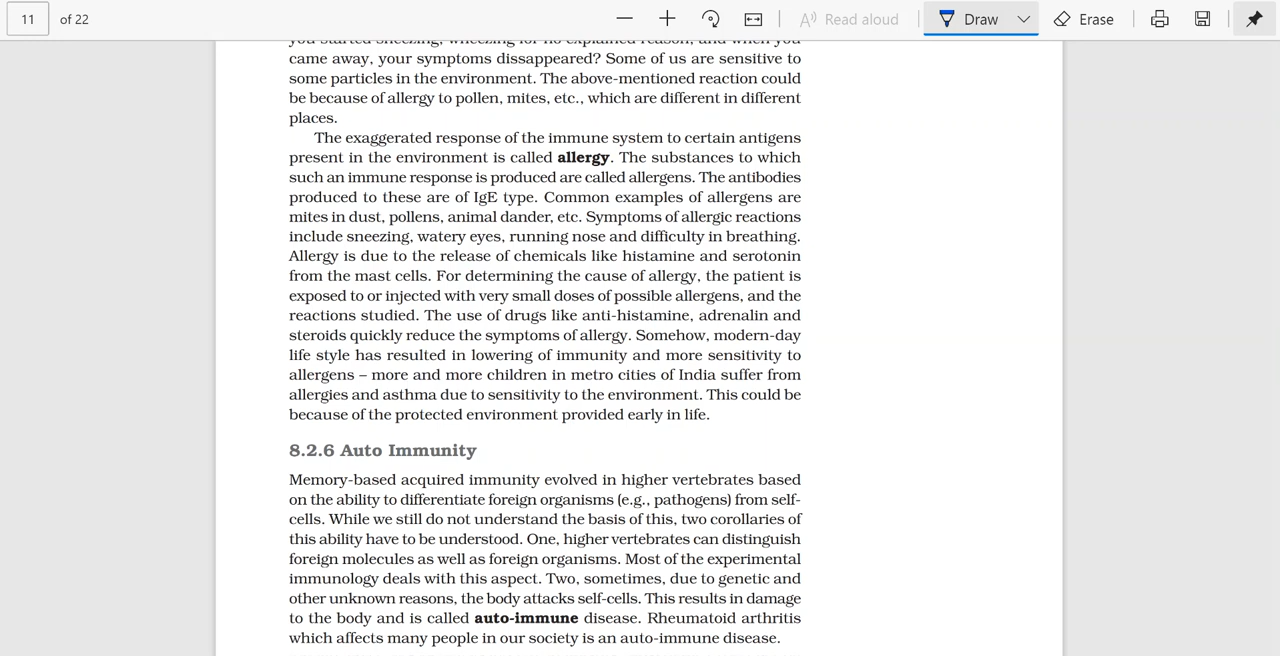 11 of 22
Read aloud
Draw
Erase
you started sneezing, wheezing for no explained reason, and when you
came away, your symptoms dissappeared? Some of us are sensitive to
some particles in the environment. The above-mentioned reaction could
be because of allergy to pollen, mites, etc., which are different in different
places.
The exaggerated response of the immune system to certain antigens
present in the environment is called allergy. The substances to which
such an immune response is produced are called allergens. The antibodies
produced to these are of IgE type. Common examples of allergens are
mites in dust, pollens, animal dander, etc. Symptoms of allergic reactions
include sneezing, watery eyes, running nose and difficulty in breathing.
Allergy is due to the release of chemicals like histamine and serotonin
from the mast cells. For determining the cause of allergy, the patient is
exposed to or injected with very small doses of possible allergens, and the
reactions studied. The use of drugs like anti-histamine, adrenalin and
steroids quickly reduce the symptoms of allergy. Somehow, modern-day
life style has resulted in lowering of immunity and more sensitivity to
allergens – more and more children in metro cities of India suffer from
allergies and asthma due to sensitivity to the environment. This could be
because of the protected environment provided early in life.
8.2.6 Auto Immunity
Memory-based acquired immunity evolved in higher vertebrates based
on the ability to differentiate foreign organisms (e.g., pathogens) from self-
cells. While we still do not understand the basis of this, two corollaries of
this ability have to be understood. One, higher vertebrates can distinguish
foreign molecules as well as foreign organisms. Most of the experimental
immunology deals with this aspect. Two, sometimes, due to genetic and
other unknown reasons, the body attacks self-cells. This results in damage
to the body and is called auto-immune disease. Rheumatoid arthritis
which affects many people in our society is an auto-immune disease.